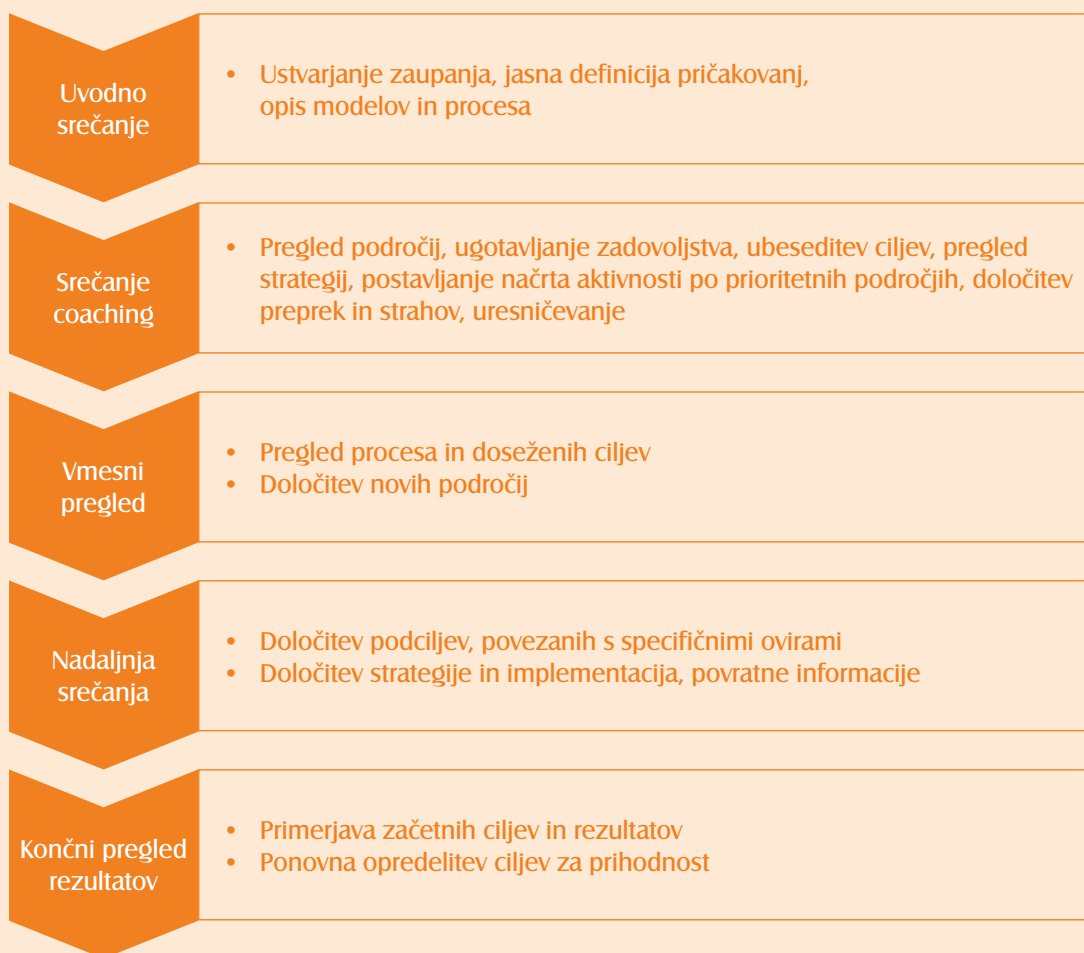 Uvodno
srečanje
• Ustvarjanje zaupanja, jasna definicija pričakovanj,
opis modelov in procesa
Srečanje
coaching
• Pregled področij, ugotavljanje zadovoljstva, ubeseditev ciljev, pregled
strategij, postavljanje načrta aktivnosti po prioritetnih področjih, določitev
preprek in strahov, uresničevanje
Vmesni
pregled
• Pregled procesa in doseženih ciljev
• Določitev novih področij
Nadaljnja
srečanja
• Določitev podciljev, povezanih s specifičnimi ovirami
• Določitev strategije in implementacija, povratne informacije
Končni pregled
rezultatov
• Primerjava začetnih ciljev in rezultatov
• Ponovna opredelitev ciljev za prihodnost